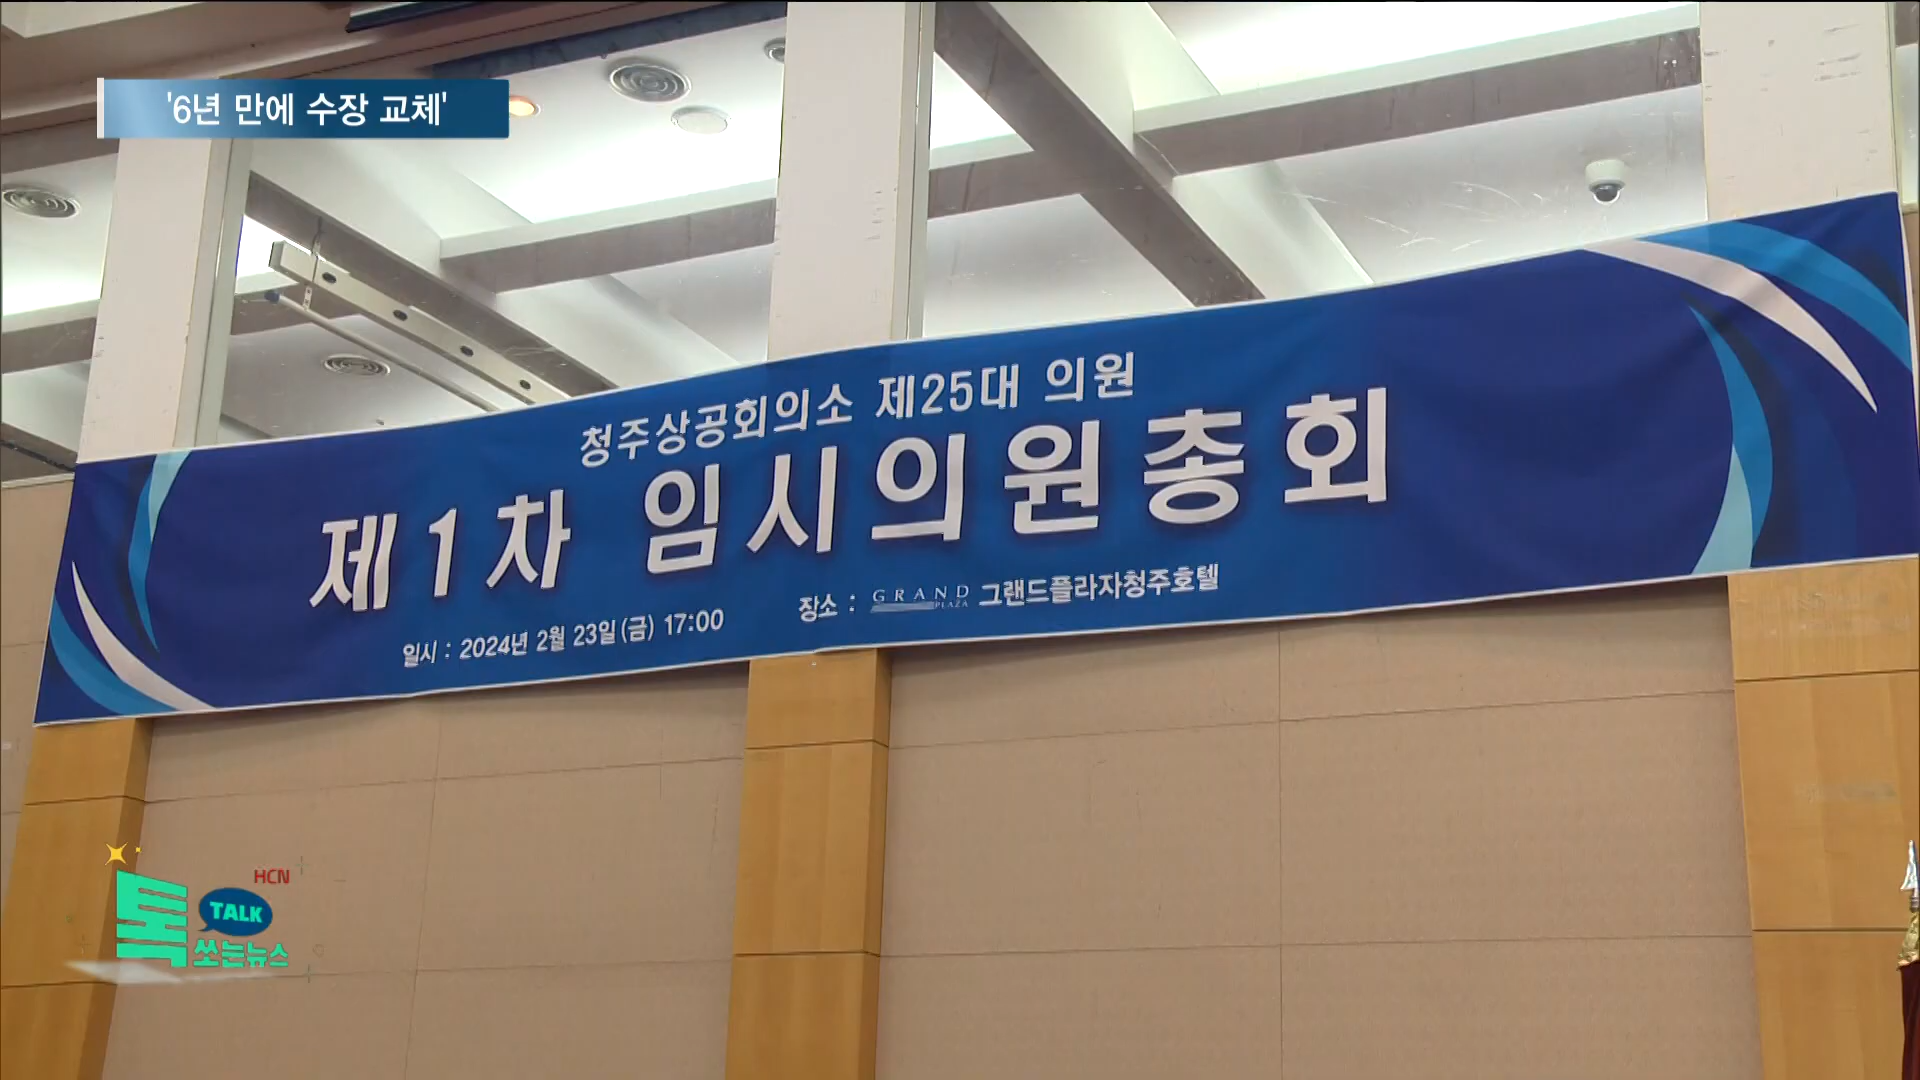 '6년 만에 수장 교체'
청주상공회의소 제25대 의원
제1차 임시의원총회
일시 : 2024년 2월 23일(금) 17:00
장소 : GRAND PLAZA 그랜드플라자청주호텔
HCN
톡 TALK
쏘는뉴스